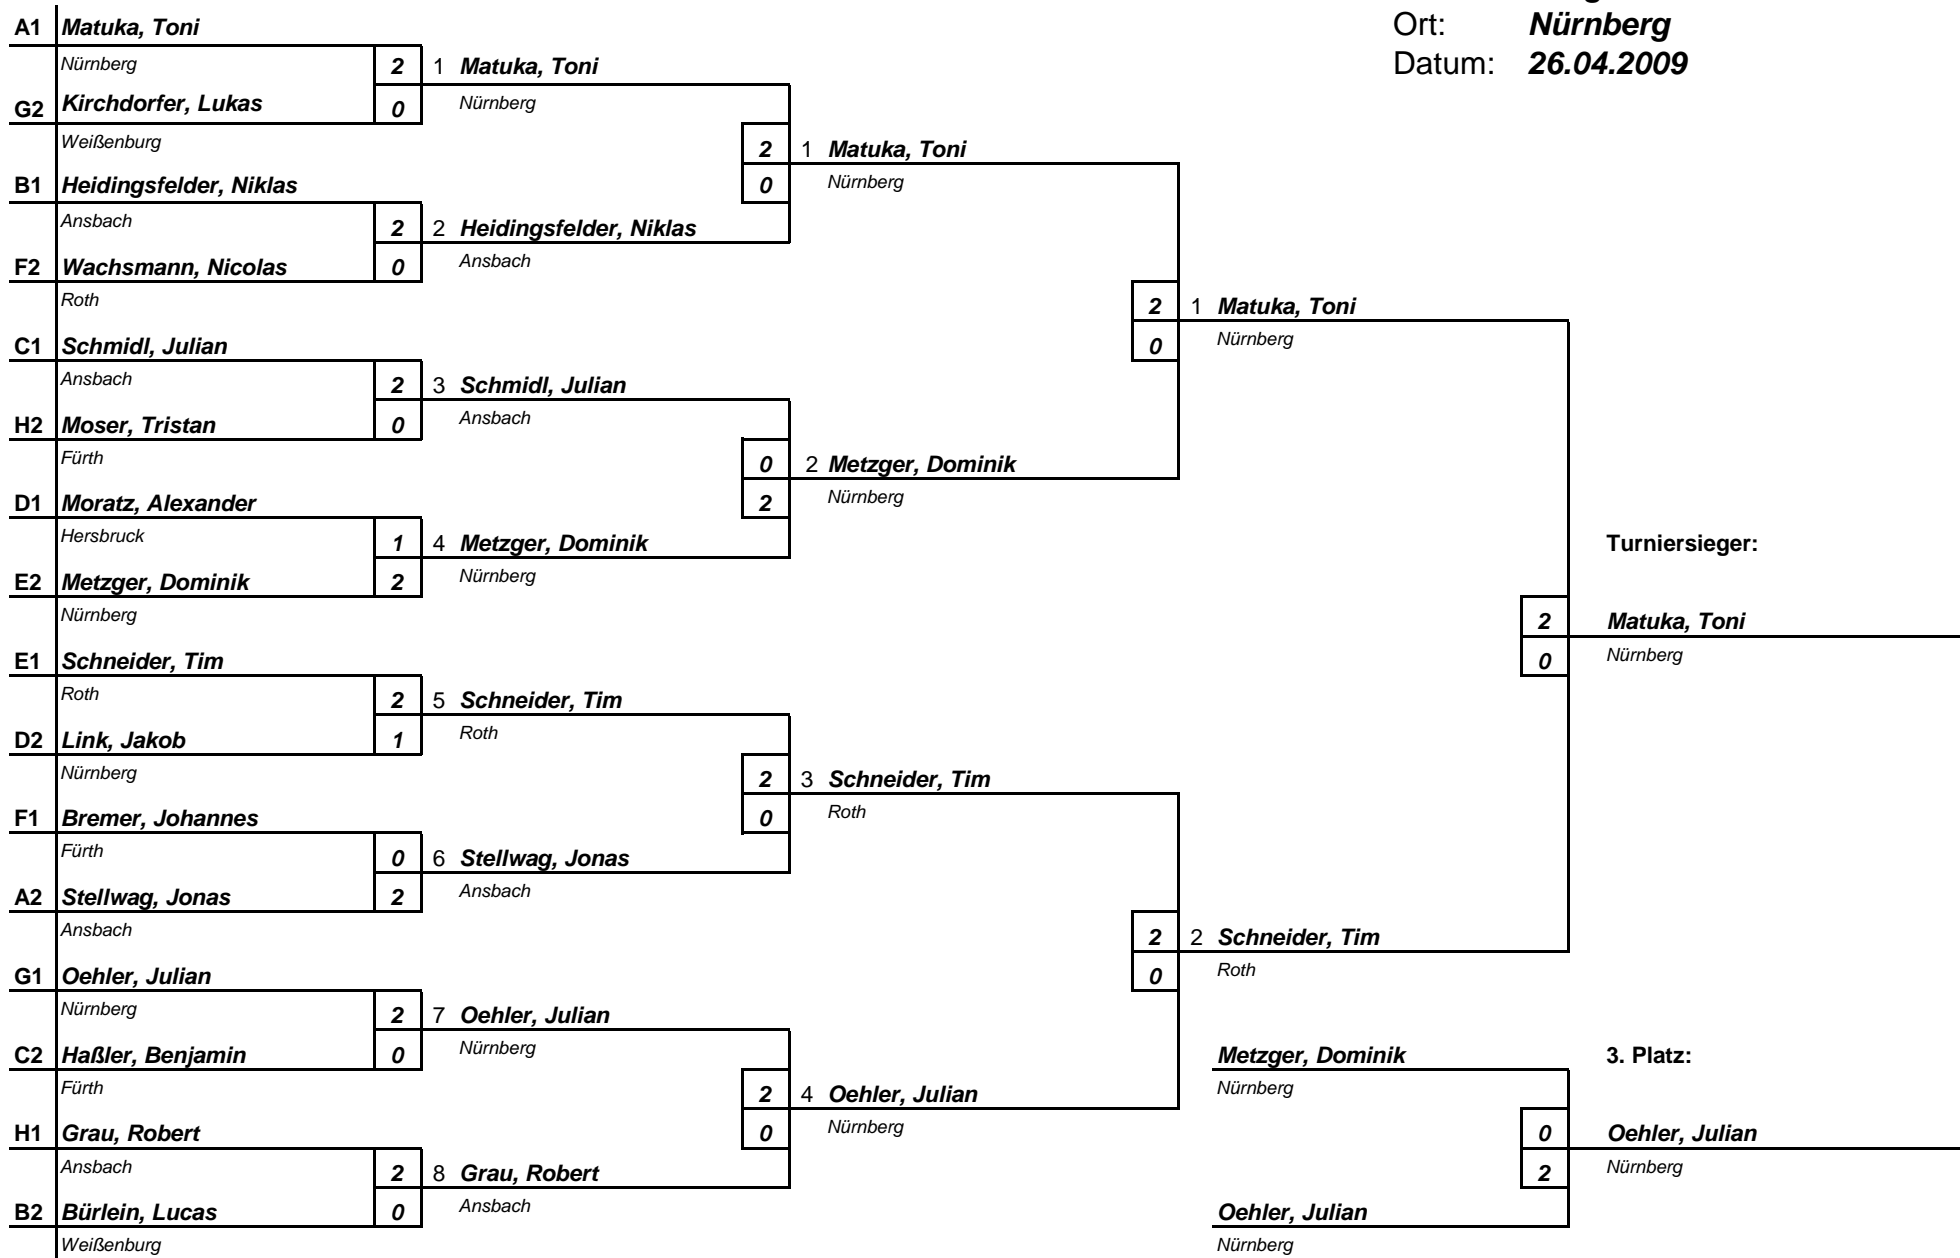 Ort: Nürnberg
Datum: 26.04.2009
A1 Matuka, Toni
Nürnberg
2
G2 Kirchdorfer, Lukas
0
Weißenburg
B1 Heidingsfelder, Niklas
Ansbach
2
F2 Wachsmann, Nicolas
0
Roth
C1 Schmidl, Julian
Ansbach
2
H2 Moser, Tristan
0
Fürth
D1 Moratz, Alexander
Hersbruck
1
E2 Metzger, Dominik
2
Nürnberg
E1 Schneider, Tim
Roth
2
D2 Link, Jakob
1
Nürnberg
F1 Bremer, Johannes
Fürth
0
A2 Stellwag, Jonas
2
Ansbach
G1 Oehler, Julian
Nürnberg
2
C2 Haßler, Benjamin
0
Fürth
H1 Grau, Robert
Ansbach
2
B2 Bürlein, Lucas
0
Weißenburg
1 Matuka, Toni
Nürnberg
2
0
2 Heidingsfelder, Niklas
Ansbach
3 Schmidl, Julian
Ansbach
0
2
4 Metzger, Dominik
Nürnberg
5 Schneider, Tim
Roth
2
0
6 Stellwag, Jonas
Ansbach
7 Oehler, Julian
Nürnberg
2
0
8 Grau, Robert
Ansbach
1 Matuka, Toni
Nürnberg
2
0
2 Metzger, Dominik
Nürnberg
3 Schneider, Tim
Roth
2
0
4 Oehler, Julian
Nürnberg
1 Matuka, Toni
Nürnberg
2
0
2 Schneider, Tim
Roth
Turniersieger:
Matuka, Toni
Nürnberg
Metzger, Dominik
Nürnberg
0
2
Oehler, Julian
Nürnberg
3. Platz:
Oehler, Julian
Nürnberg